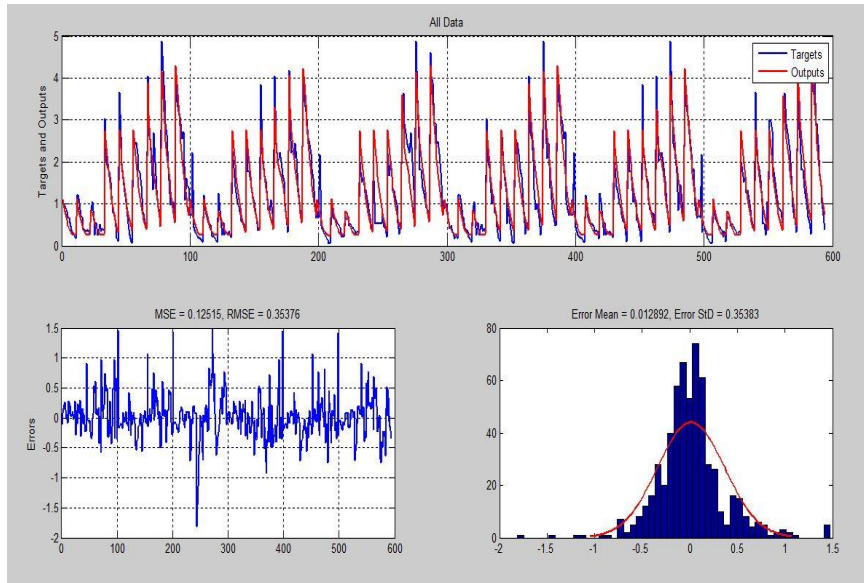 All Data
5
4
3
2
1
0
Targets and Outputs
Targets
Outputs
0 100 200 300 400 500 600
MSE = 0.12515, RMSE = 0.35376
1.5
1
0.5
0
-0.5
-1
-1.5
-2
Errors
0 100 200 300 400 500 600
Error Mean = 0.012892, Error StD = 0.35383
80
60
40
20
0
-2 -1.5 -1 -0.5 0 0.5 1 1.5